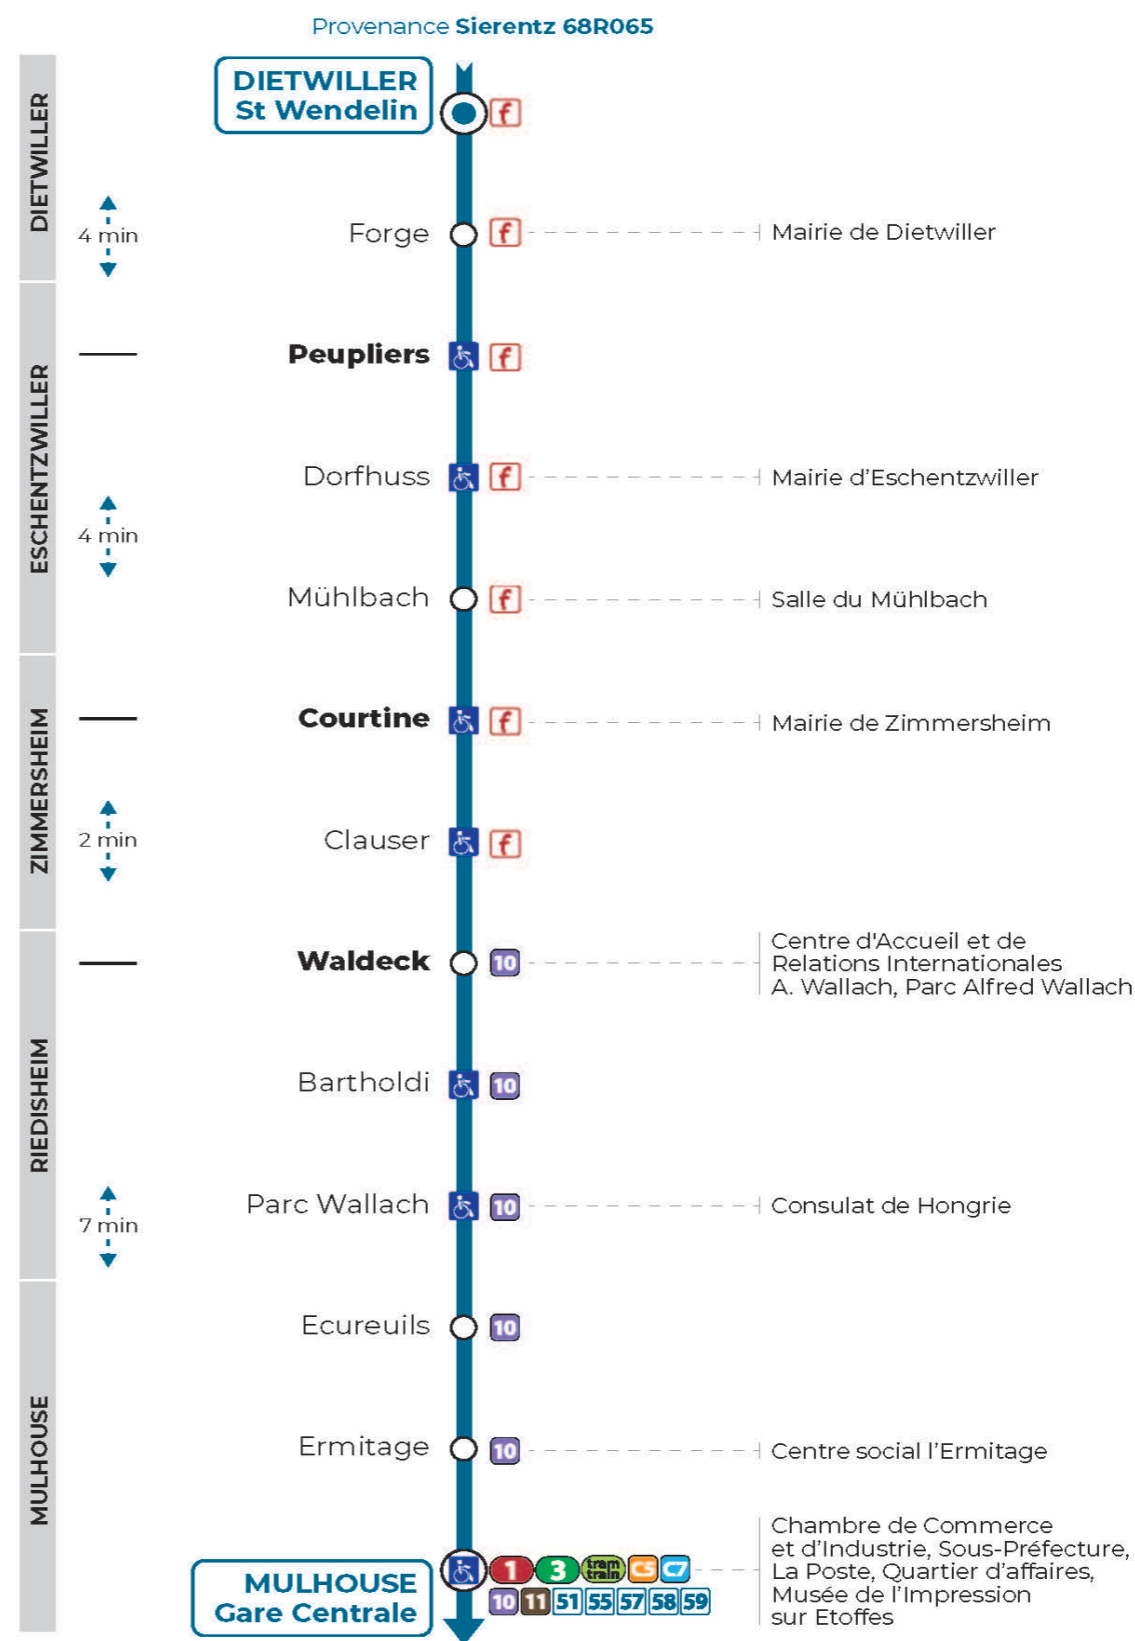 Provenance Sierentz 68R065
DIETWILLER
DIETWILLER
St Wendelin
f
4 min
Forge
f
Mairie de Dietwiller
ESCHENTZWILLER
Peupliers
f
Dorfhuss
f
Mairie d'Eschentzwiller
4 min
Mühlbach
f
Salle du Mühlbach
ZIMMERSHEIM
Courtine
f
Mairie de Zimmersheim
2 min
Clauser
f
RIEDISHEIM
Waldeck
10
Centre d'Accueil et de
Relations Internationales
A. Wallach, Parc Alfred Wallach
Bartholdi
10
Parc Wallach
10
Consulat de Hongrie
7 min
MULHOUSE
Ecureuils
10
Ermitage
10
Centre social l'Ermitage
MULHOUSE
Gare Centrale
1 3 tram train C5 C7
10 11 51 55 57 58 59
Chambre de Commerce
et d'Industrie, Sous-Préfecture,
La Poste, Quartier d'affaires,
Musée de l'Impression
sur Etoffes